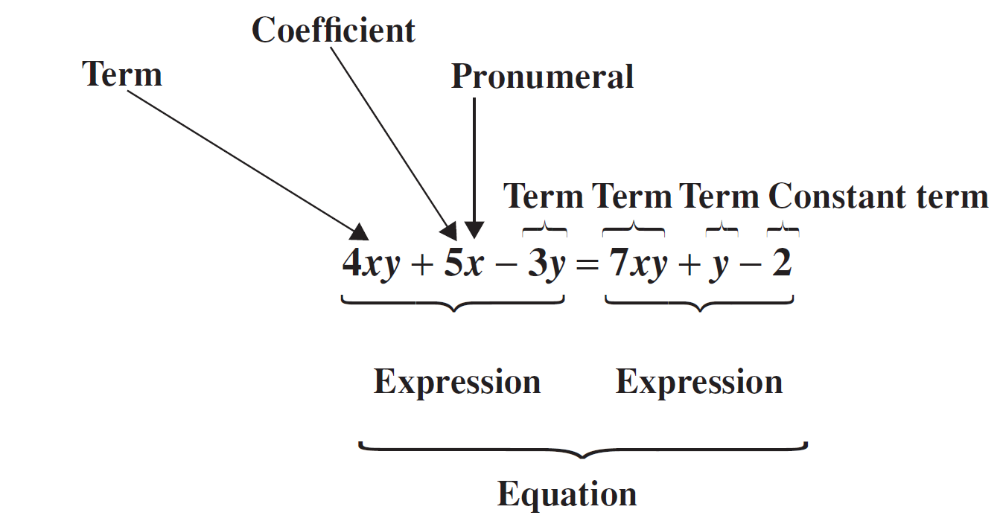 Coefficient
Term
Pronumeral
Term Term Term Constant term
4xy + 5x − 3y = 7xy + y − 2
Expression Expression
Equation